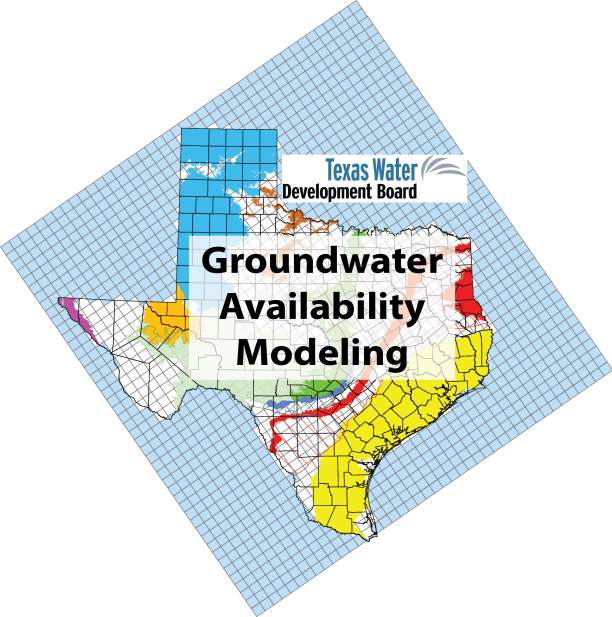 Texas Water
Development Board
Groundwater
Availability
Modeling